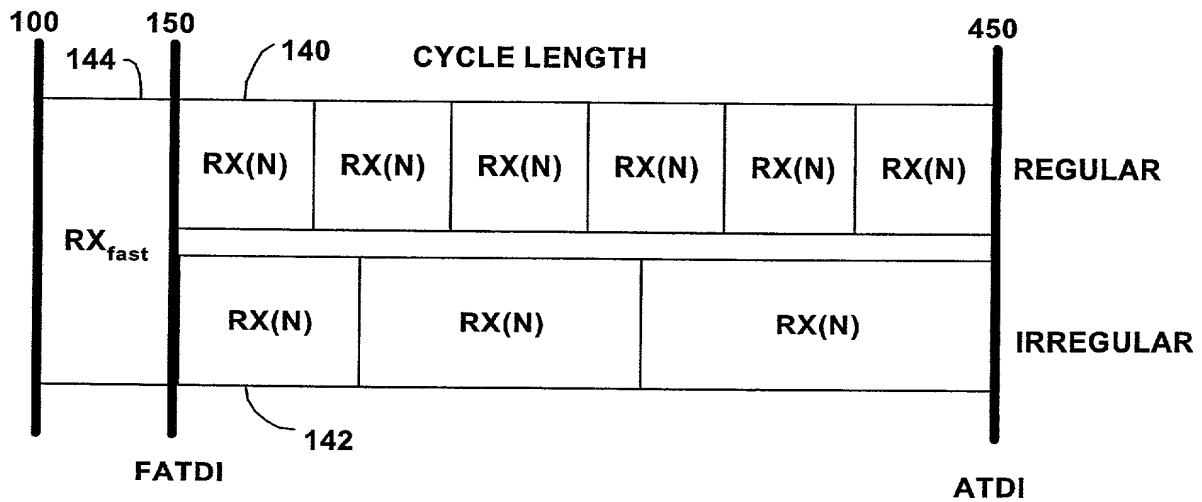 100 150 450
144 140 CYCLE LENGTH
RX(N) RX(N) RX(N) RX(N) RX(N) RX(N) REGULAR
RXfast
RX(N) RX(N) RX(N) IRREGULAR
142
FATDI ATDI